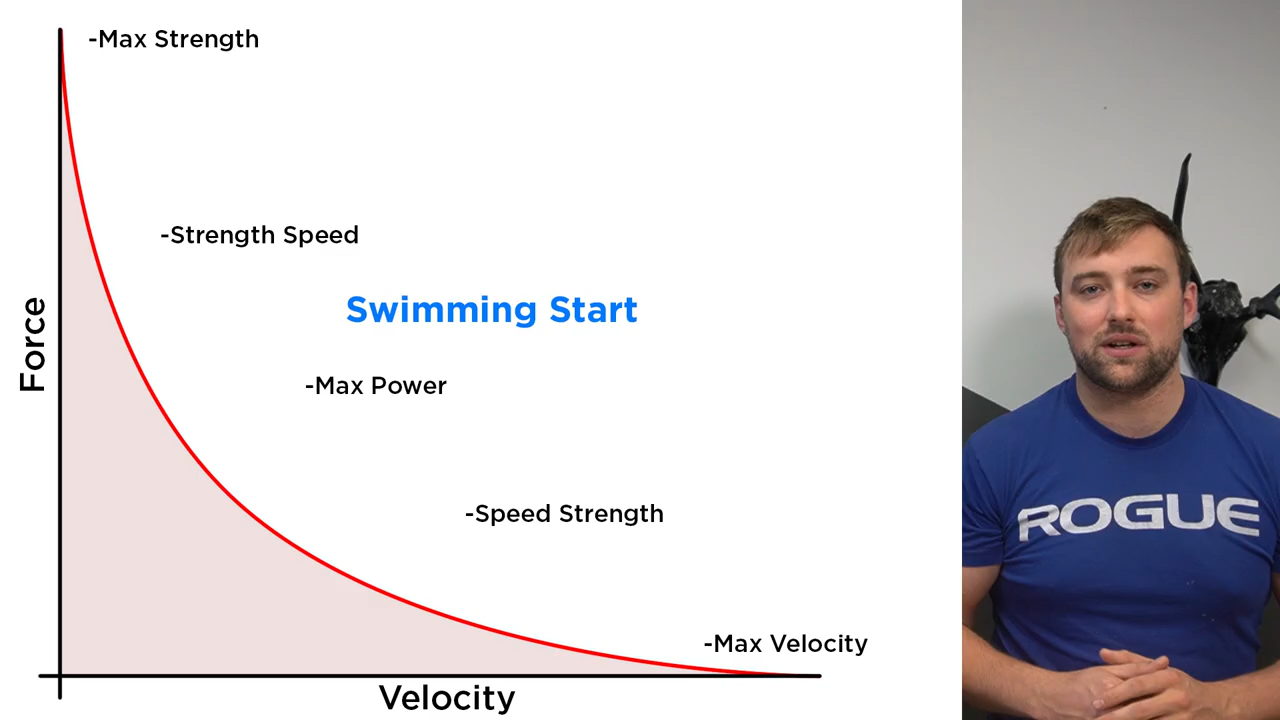 -Max Strength
-Strength Speed
Swimming Start
Force
-Max Power
-Speed Strength
-Max Velocity
Velocity
ROGUE